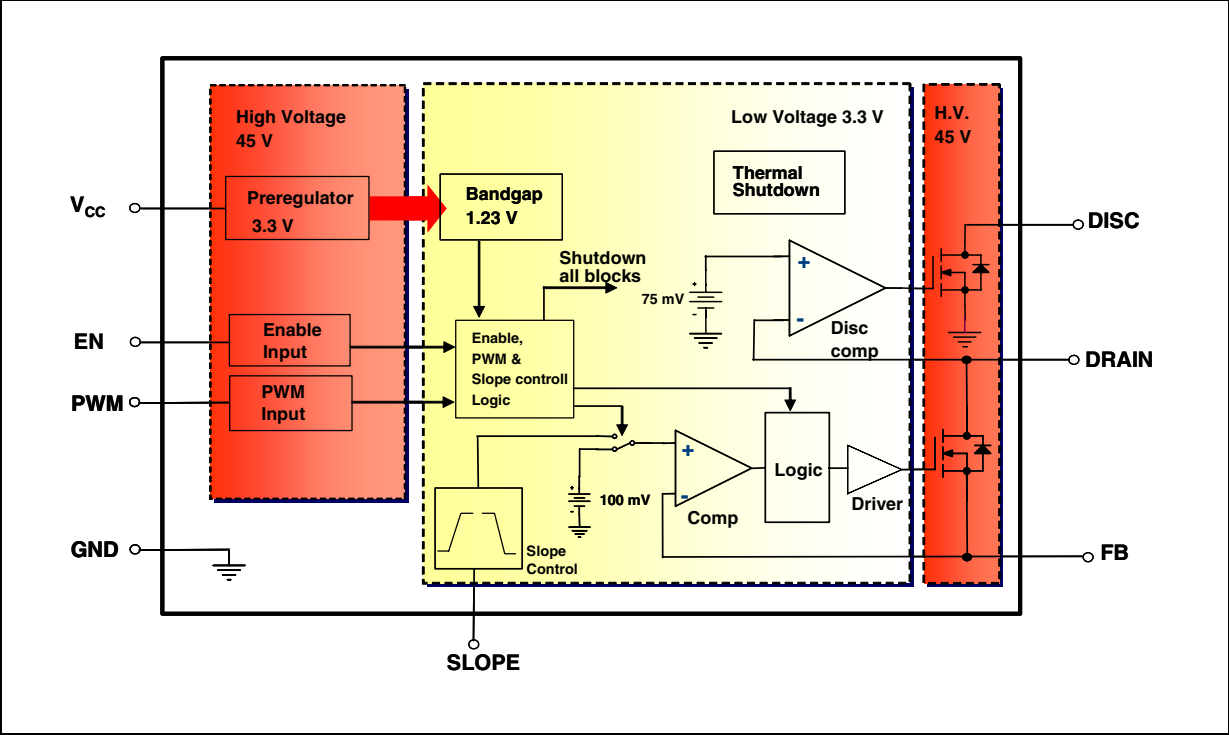 High Voltage
45 V
Low Voltage 3.3 V
H.V.
45 V
Thermal
Shutdown
Preregulator
3.3 V
Bandgap
1.23 V
VCC
DISC
Shutdown
all blocks
+
75 mV
+
-
-
Disc
comp
Enable
Input
EN
Enable,
PWM &
Slope controll
Logic
DRAIN
PWM
Input
PWM
+
Logic
+
-
100 mV
-
Comp
Driver
Slope
Control
GND
FB
SLOPE